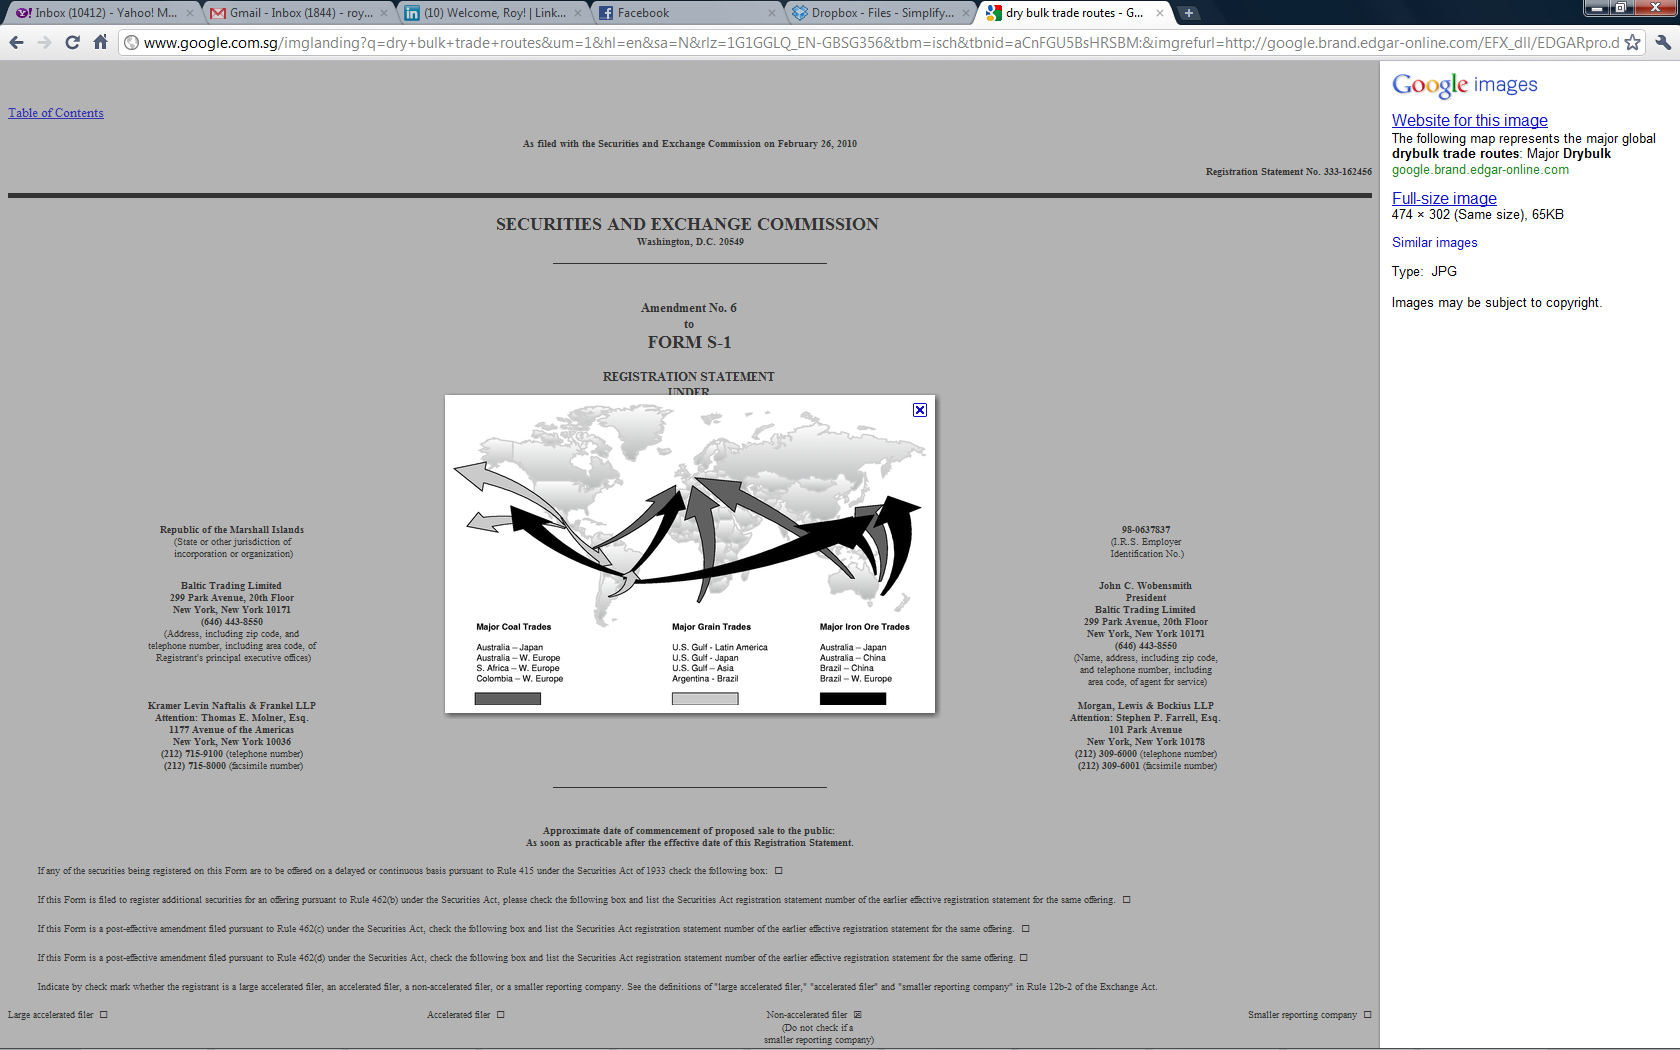 Inbox (10412) - Yahoo! M...
Gmail - Inbox (1844) - roy...
(10) Welcome, Roy! | Link...
Facebook
Dropbox - Files - Simplify...
dry bulk trade routes - G...
www.google.com.sg/imglanding?q=dry+bulk+trade+routes&um=1&hl=en&sa=N&rlz=1G1GGLQ_EN-GBSG356&tbm=isch&tbnid=aCnFGU5BsHRSBM:&imgrefurl=http://google.brand.edgar-online.com/EFX_dll/EDGARpro.d
Table of Contents
As filed with the Securities and Exchange Commission on February 26, 2010
Registration Statement No. 333-162456
SECURITIES AND EXCHANGE COMMISSION
Washington, D.C. 20549
Amendment No. 6
to
FORM S-1
REGISTRATION STATEMENT
UNDER
Republic of the Marshall Islands
(State or other jurisdiction of
incorporation or organization)
98-0637837
(I.R.S. Employer
Identification No.)
Baltic Trading Limited
299 Park Avenue, 20th Floor
New York, New York 10171
(646) 443-8550
(Address, including zip code, and
telephone number, including area code, of
Registrant's principal executive offices)
John C. Wobensmith
President
Baltic Trading Limited
299 Park Avenue, 20th Floor
New York, New York 10171
(646) 443-8550
(Name, address, including zip code,
and telephone number, including
area code, of agent for service)
Major Coal Trades
Australia – Japan
Australia – W. Europe
S. Africa – W. Europe
Colombia – W. Europe
Major Grain Trades
U.S. Gulf - Latin America
U.S. Gulf - Japan
U.S. Gulf – Asia
Argentina - Brazil
Major Iron Ore Trades
Australia – Japan
Australia – China
Brazil – China
Brazil – W. Europe
Kramer Levin Naftalis & Frankel LLP
Attention: Thomas E. Molner, Esq.
1177 Avenue of the Americas
New York, New York 10036
(212) 715-9100 (telephone number)
(212) 715-8000 (facsimile number)
Morgan, Lewis & Bockius LLP
Attention: Stephen P. Farrell, Esq.
101 Park Avenue
New York, New York 10178
(212) 309-6000 (telephone number)
(212) 309-6001 (facsimile number)
Approximate date of commencement of proposed sale to the public:
As soon as practicable after the effective date of this Registration Statement.
If any of the securities being registered on this Form are to be offered on a delayed or continuous basis pursuant to Rule 415 under the Securities Act of 1933 check the following box: ☐
If this Form is filed to register additional securities for an offering pursuant to Rule 462(b) under the Securities Act, please check the following box and list the Securities Act registration statement number of the earlier effective registration statement for the same offering. ☐
If this Form is a post-effective amendment filed pursuant to Rule 462(c) under the Securities Act, check the following box and list the Securities Act registration statement number of the earlier effective registration statement for the same offering. ☐
If this Form is a post-effective amendment filed pursuant to Rule 462(d) under the Securities Act, check the following box and list the Securities Act registration statement number of the earlier effective registration statement for the same offering. ☐
Indicate by check mark whether the registrant is a large accelerated filer, an accelerated filer, a non-accelerated filer, or a smaller reporting company. See the definitions of "large accelerated filer," "accelerated filer" and "smaller reporting company" in Rule 12b-2 of the Exchange Act.
Large accelerated filer ☐
Accelerated filer ☐
Non-accelerated filer ☒
(Do not check if a
smaller reporting company)
Smaller reporting company ☐
Google images
Website for this image
The following map represents the major global
drybulk trade routes: Major Drybulk
google.brand.edgar-online.com
Full-size image
474 × 302 (Same size), 65KB
Similar images
Type: JPG
Images may be subject to copyright.